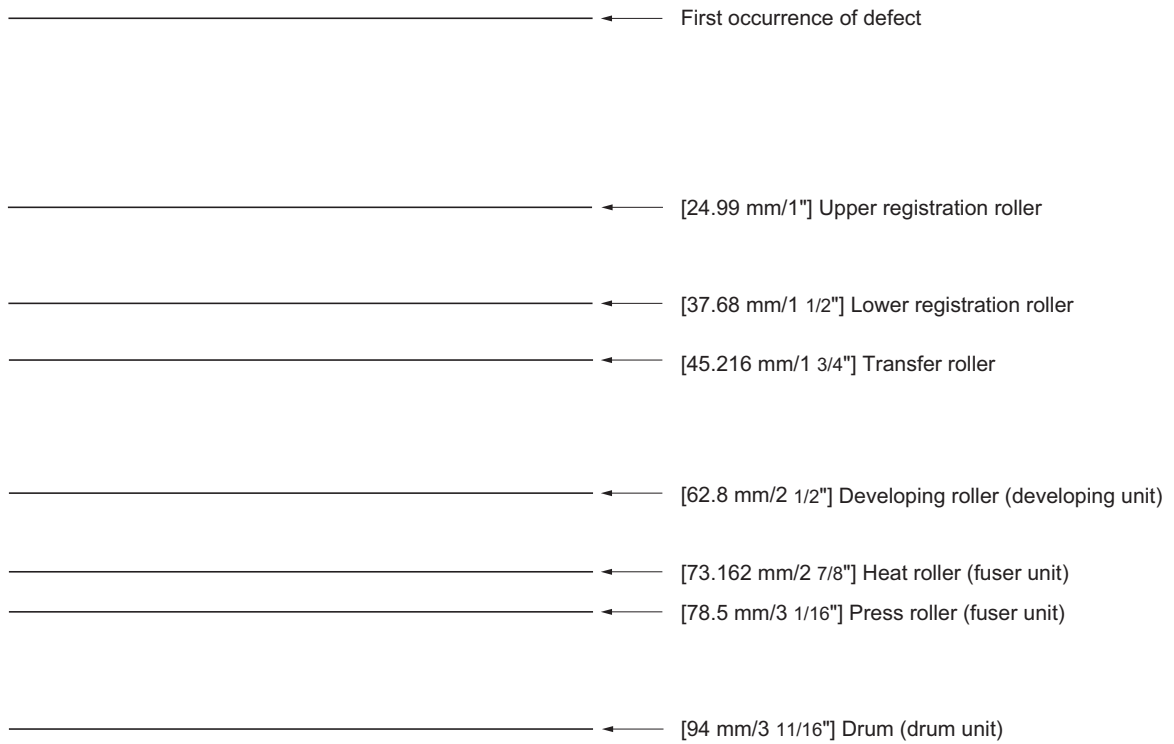 First occurrence of defect
[24.99 mm/1"] Upper registration roller
[37.68 mm/1 1/2"] Lower registration roller
[45.216 mm/1 3/4"] Transfer roller
[62.8 mm/2 1/2"] Developing roller (developing unit)
[73.162 mm/2 7/8"] Heat roller (fuser unit)
[78.5 mm/3 1/16"] Press roller (fuser unit)
[94 mm/3 11/16"] Drum (drum unit)